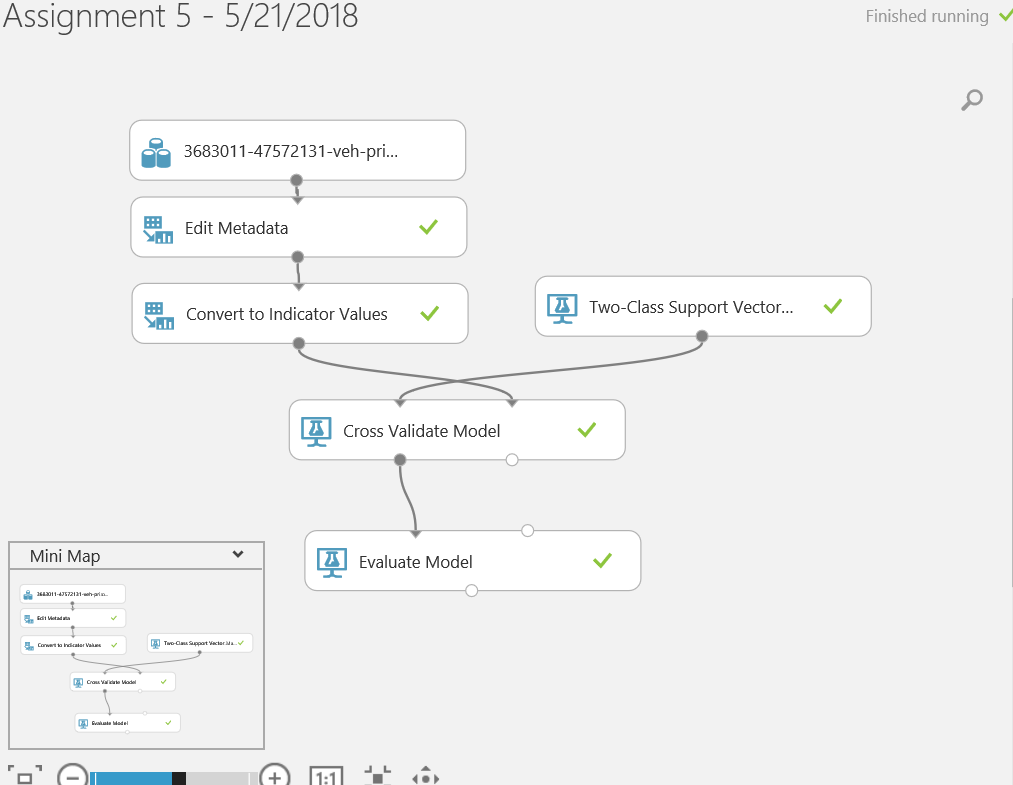 Assignment 5 - 5/21/2018
Finished running
3683011-47572131-veh-pri...
Edit Metadata
Convert to Indicator Values
Two-Class Support Vector...
Cross Validate Model
Evaluate Model
Mini Map
3683011-47572131-veh-pri...
Edit Metadata
Convert to Indicator Values
Two-Class Support Vector Ma...
Cross Validate Model
Evaluate Model
1:1